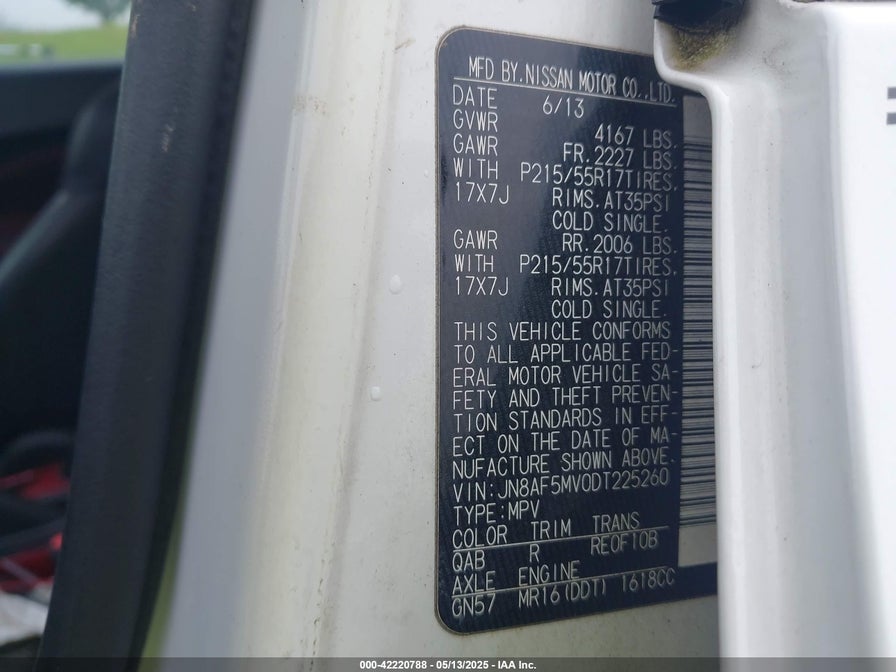 MFD BY.NISSAN MOTOR CO.,LTD.
DATE 6/13
GVWR 4167 LBS.
GAWR FR.2227 LBS.
WITH P215/55R17TIRES,
17X7J RIMS.AT35PSI
COLD SINGLE.
GAWR RR.2006 LBS.
WITH P215/55R17TIRES,
17X7J RIMS.AT35PSI
COLD SINGLE.
THIS VEHICLE CONFORMS
TO ALL APPLICABLE FED-
ERAL MOTOR VEHICLE SA-
FETY AND THEFT PREVEN-
TION STANDARDS IN EFF-
ECT ON THE DATE OF MA-
NUFACTURE SHOWN ABOVE.
VIN:JN8AF5MV0DT225260
TYPE:MPV
COLOR TRIM TRANS
QAB R RE0F10B
AXLE ENGINE
GN57 MR16(DDT) 1618CC
000-42220788 - 05/13/2025 - IAA Inc.